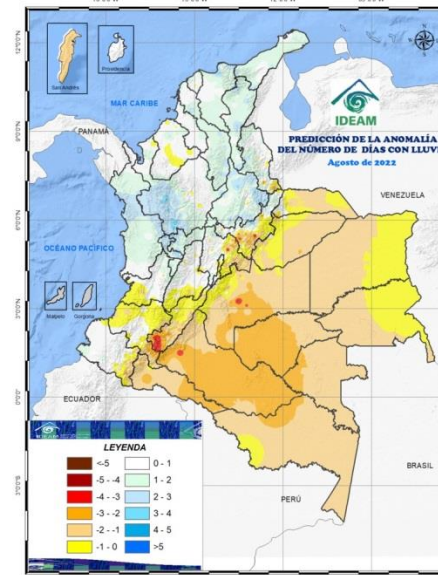 San Andrés
Providencia
MAR CARIBE
PANAMÁ
IDEAM
PREDICCIÓN DE LA ANOMALÍA
DEL NÚMERO DE DÍAS CON LLUVI
Agosto de 2022
VENEZUELA
OCÉANO PACÍFICO
Malpelo
Gorgona
ECUADOR
LEYENDA
<-5
-5 - -4
-4 - -3
-3 - -2
-2 - -1
-1 - 0
0 - 1
1 - 2
2 - 3
3 - 4
4 - 5
>5
BRASIL
PERÚ